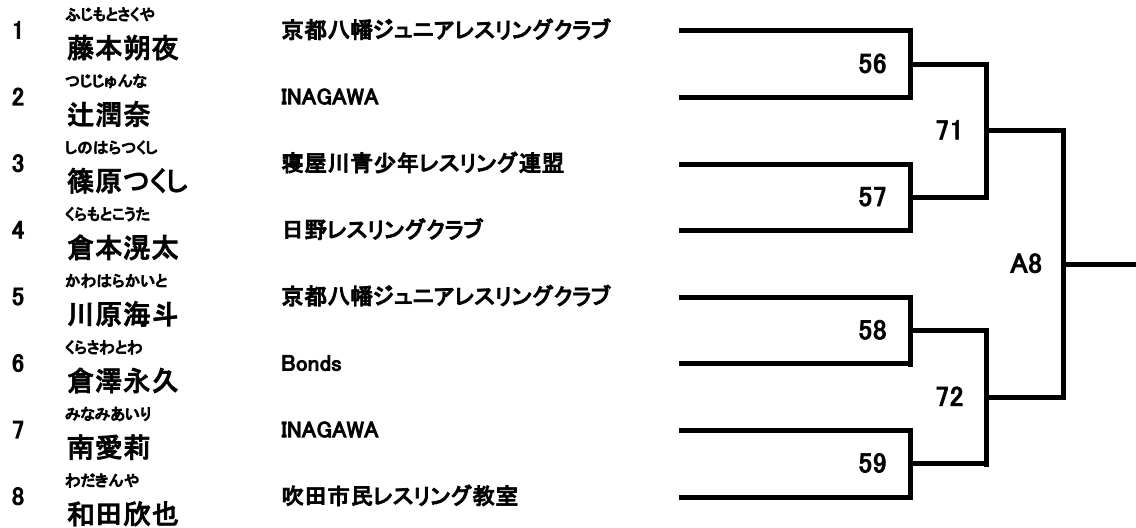 ふじもとさくや
1 藤本朔夜 京都八幡ジュニアレスリングクラブ
56
つじじゅんな
2 辻潤奈 INAGAWA
71
しのはらつくし
3 篠原つくし 寝屋川青少年レスリング連盟
57
くらもとこうた
4 倉本滉太 日野レスリングクラブ
A8
かわはらかいと
5 川原海斗 京都八幡ジュニアレスリングクラブ
58
くらさわとわ
6 倉澤永久 Bonds
72
みなみあいり
7 南愛莉 INAGAWA
59
わだきんや
8 和田欣也 吹田市民レスリング教室